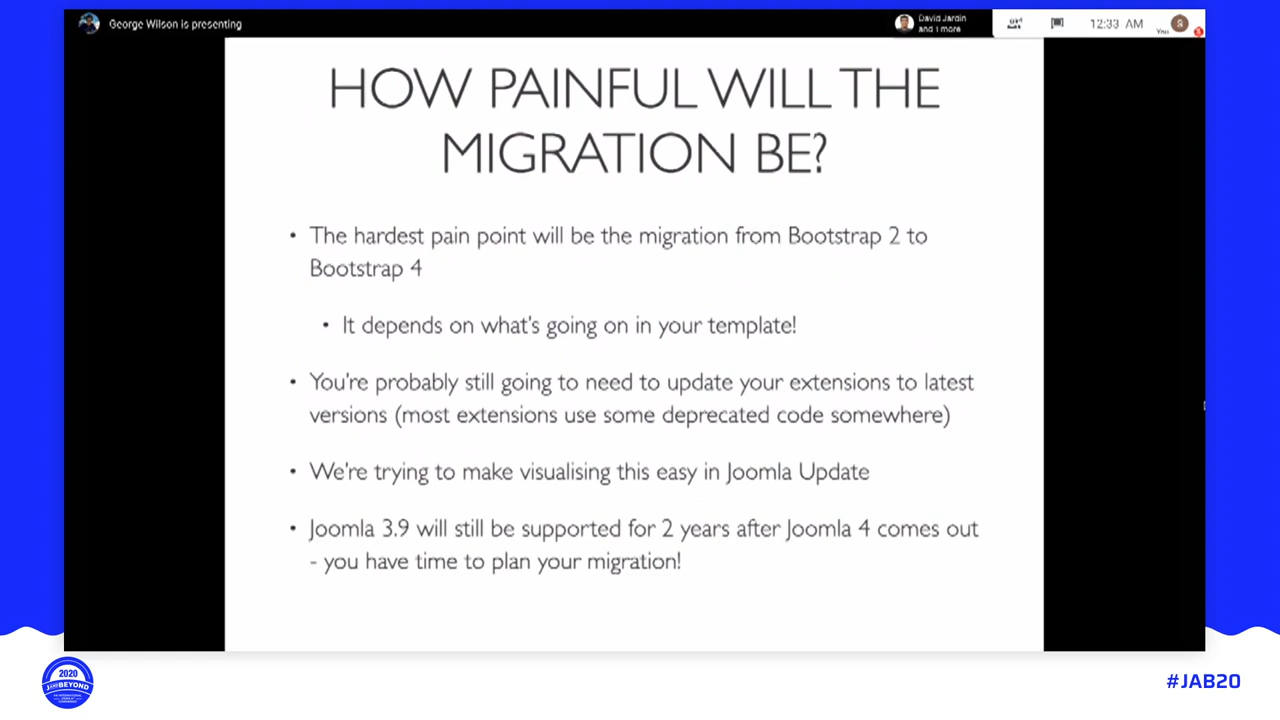 George Wilson is presenting
David Jardin
and 1 more
12:33 AM
You
S
HOW PAINFUL WILL THE
MIGRATION BE?
• The hardest pain point will be the migration from Bootstrap 2 to
Bootstrap 4
• It depends on what's going on in your template!
• You're probably still going to need to update your extensions to latest
versions (most extensions use some deprecated code somewhere)
• We're trying to make visualising this easy in Joomla Update
• Joomla 3.9 will still be supported for 2 years after Joomla 4 comes out
- you have time to plan your migration!
2020
BEYOND
#JAB20